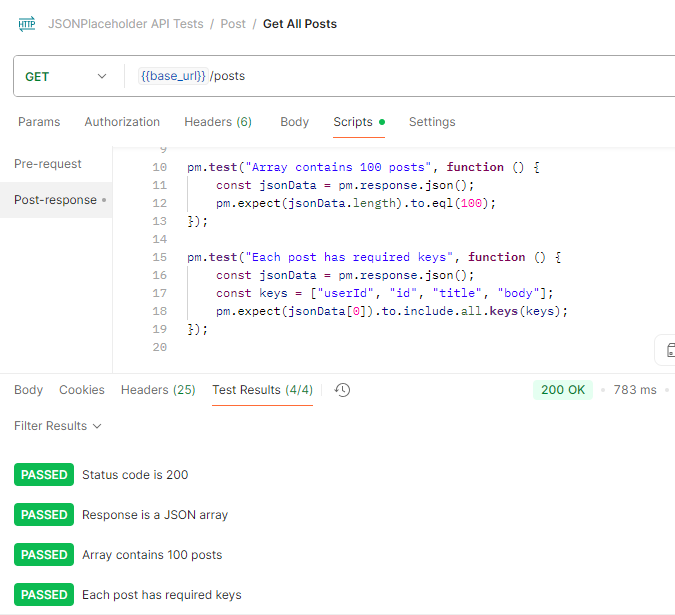 HTTP JSONPlaceholder API Tests / Post / Get All Posts
GET {{base_url}} /posts
Params Authorization Headers (6) Body Scripts Settings
Pre-request
Post-response
9
10 pm.test("Array contains 100 posts", function () {
11 const jsonData = pm.response.json();
12 pm.expect(jsonData.length).to.eql(100);
13 });
14
15 pm.test("Each post has required keys", function () {
16 const jsonData = pm.response.json();
17 const keys = ["userId", "id", "title", "body"];
18 pm.expect(jsonData[0]).to.include.all.keys(keys);
19 });
20
Body Cookies Headers (25) Test Results (4/4) 200 OK • 783 ms •
Filter Results
PASSED Status code is 200
PASSED Response is a JSON array
PASSED Array contains 100 posts
PASSED Each post has required keys